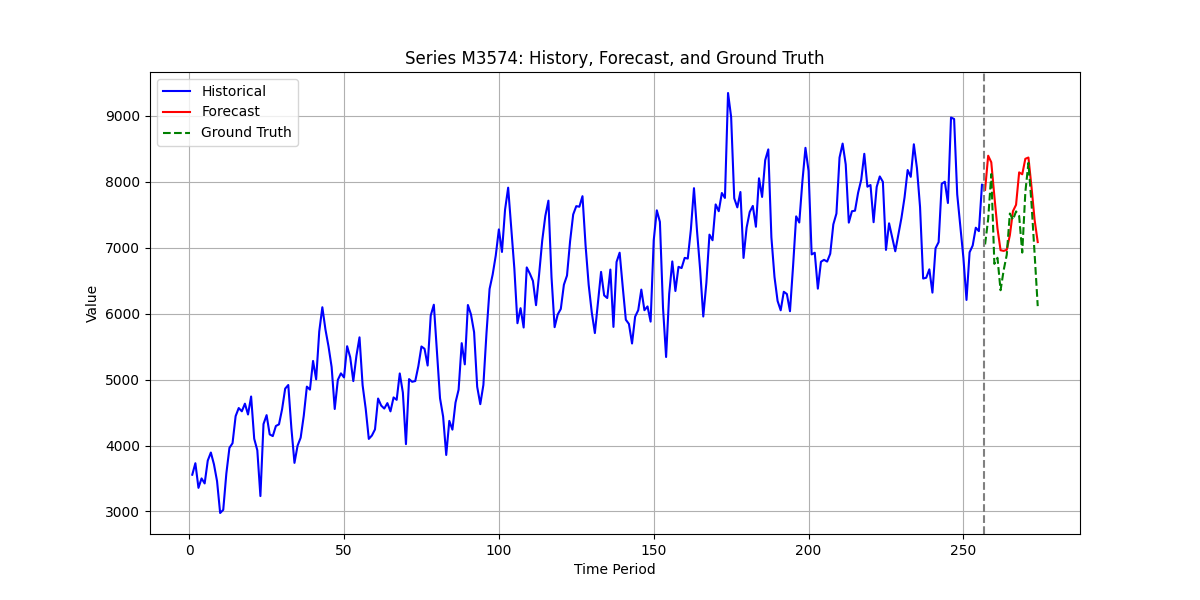 Series M3574: History, Forecast, and Ground Truth
Historical
Forecast
Ground Truth
9000
8000
7000
6000
5000
4000
3000
Value
0 50 100 150 200 250
Time Period